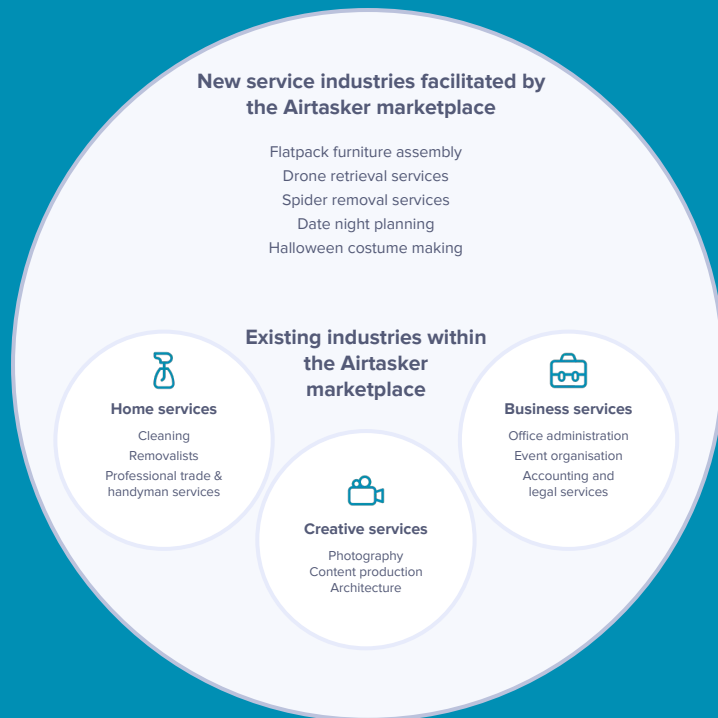 New service industries facilitated by
the Airtasker marketplace
Flatpack furniture assembly
Drone retrieval services
Spider removal services
Date night planning
Halloween costume making
Existing industries within
the Airtasker
marketplace
Home services
Cleaning
Removalists
Professional trade &
handyman services
Creative services
Photography
Content production
Architecture
Business services
Office administration
Event organisation
Accounting and
legal services